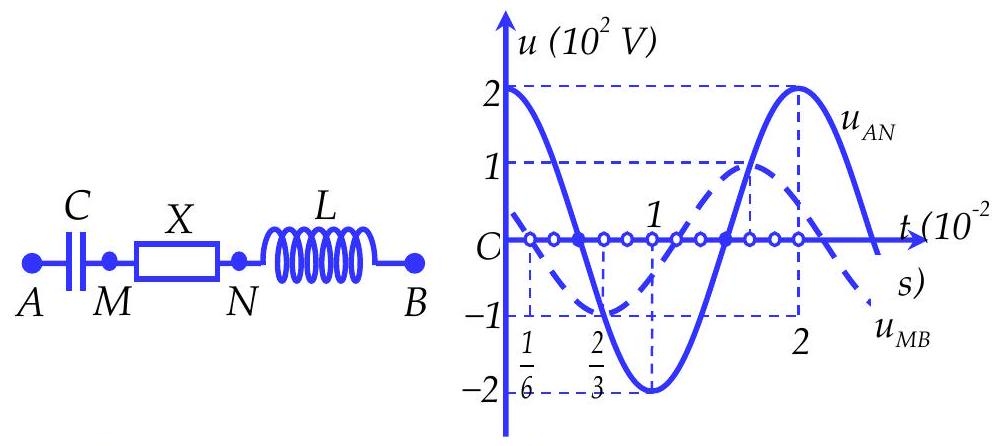 C
X
L
A
M
N
B
u (10² V)
2
1
C
−1
−2
1
1/6
2/3
2
u_AN
t (10⁻²
s)
u_MB